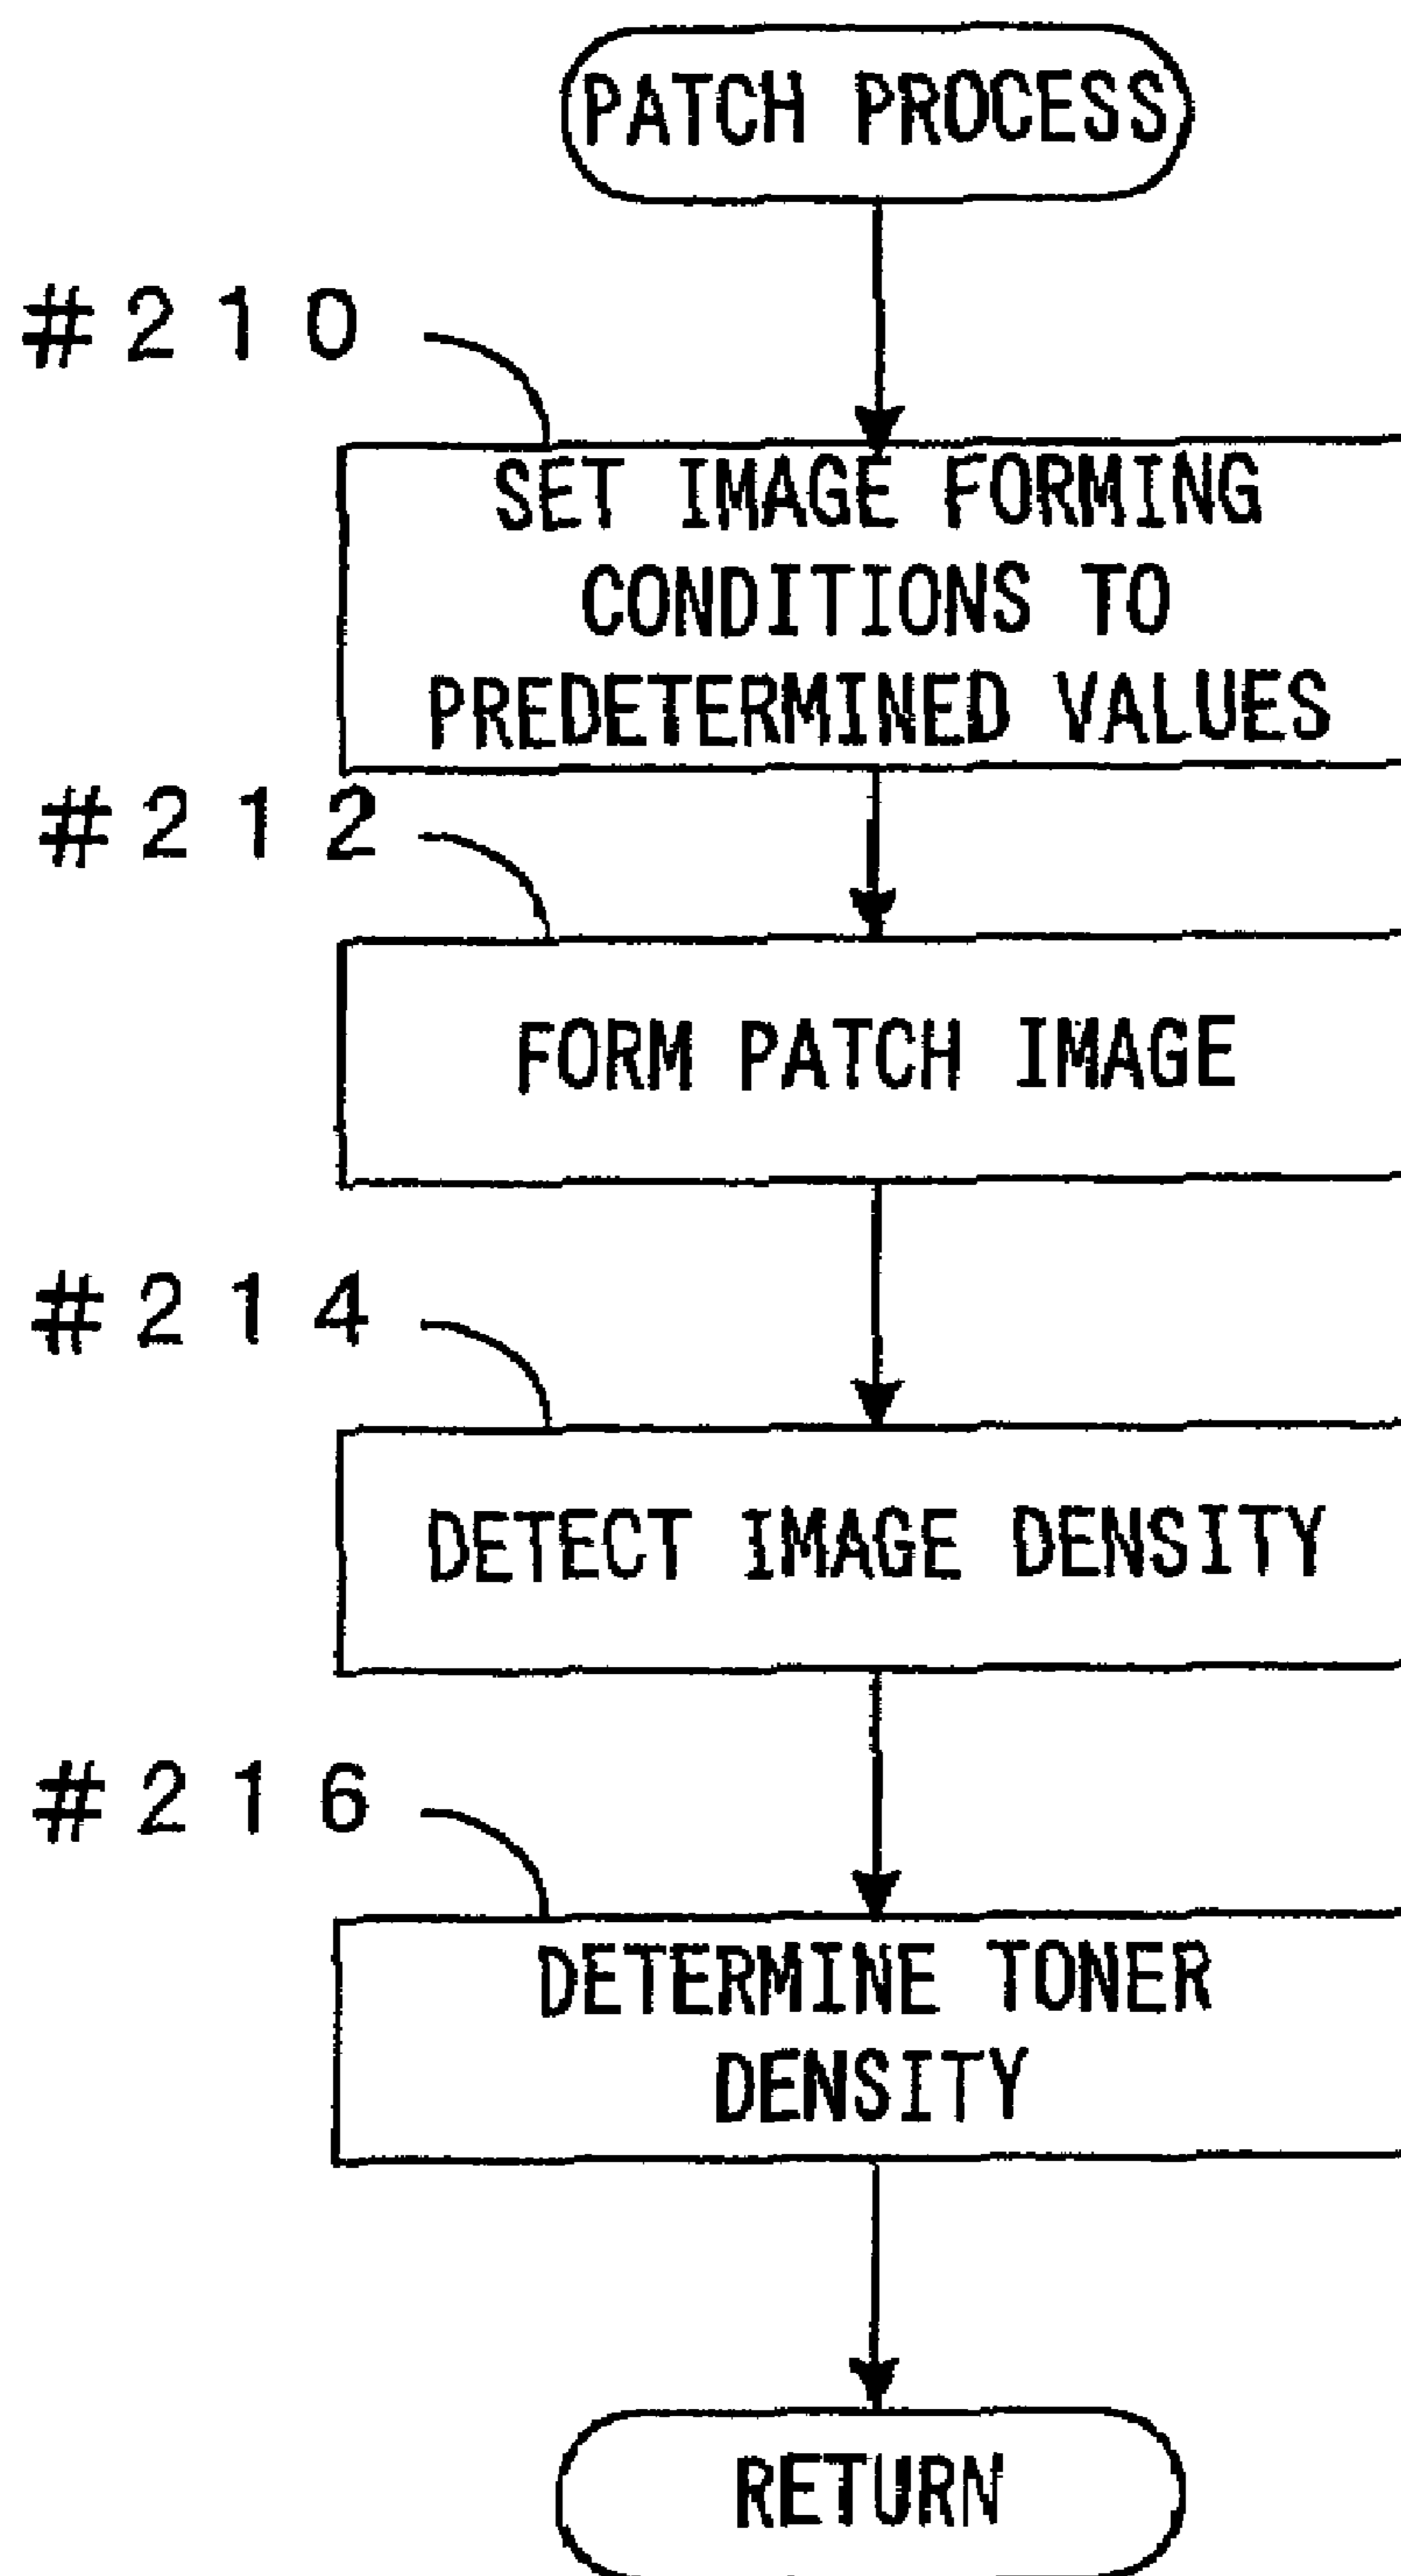 PATCH PROCESS
#210
SET IMAGE FORMING
CONDITIONS TO
PREDETERMINED VALUES
#212
FORM PATCH IMAGE
#214
DETECT IMAGE DENSITY
#216
DETERMINE TONER
DENSITY
RETURN